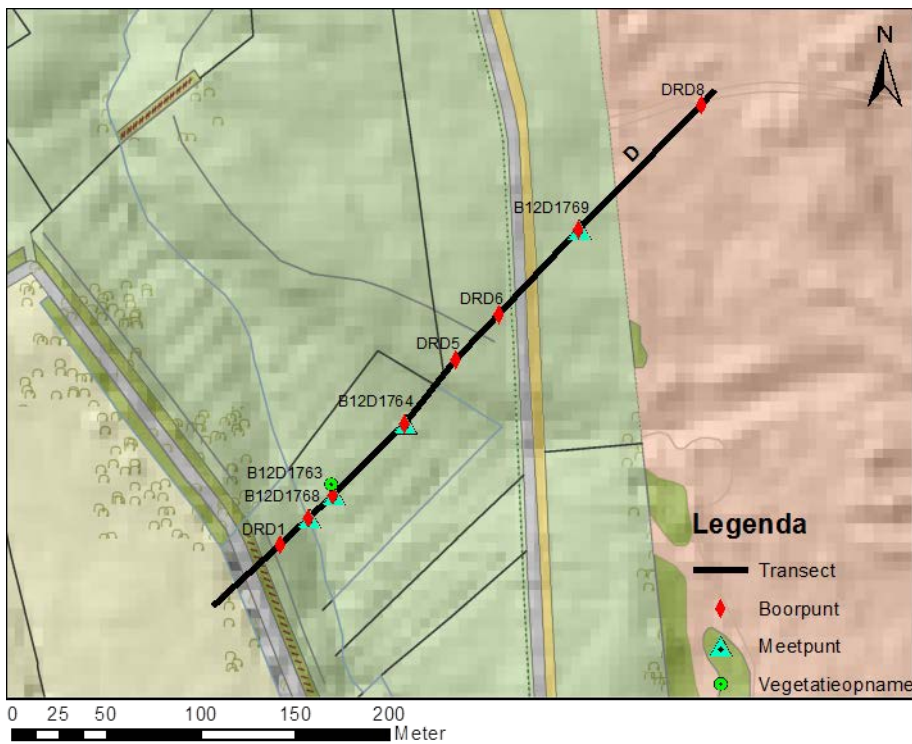 N
DRD8
D
B12D1769
DRD6
DRD5
B12D1764
B12D1763
B12D1768
DRD1
Legenda
Transect
Boorpunt
Meetpunt
Vegetatieopname
0 25 50 100 150 200
Meter